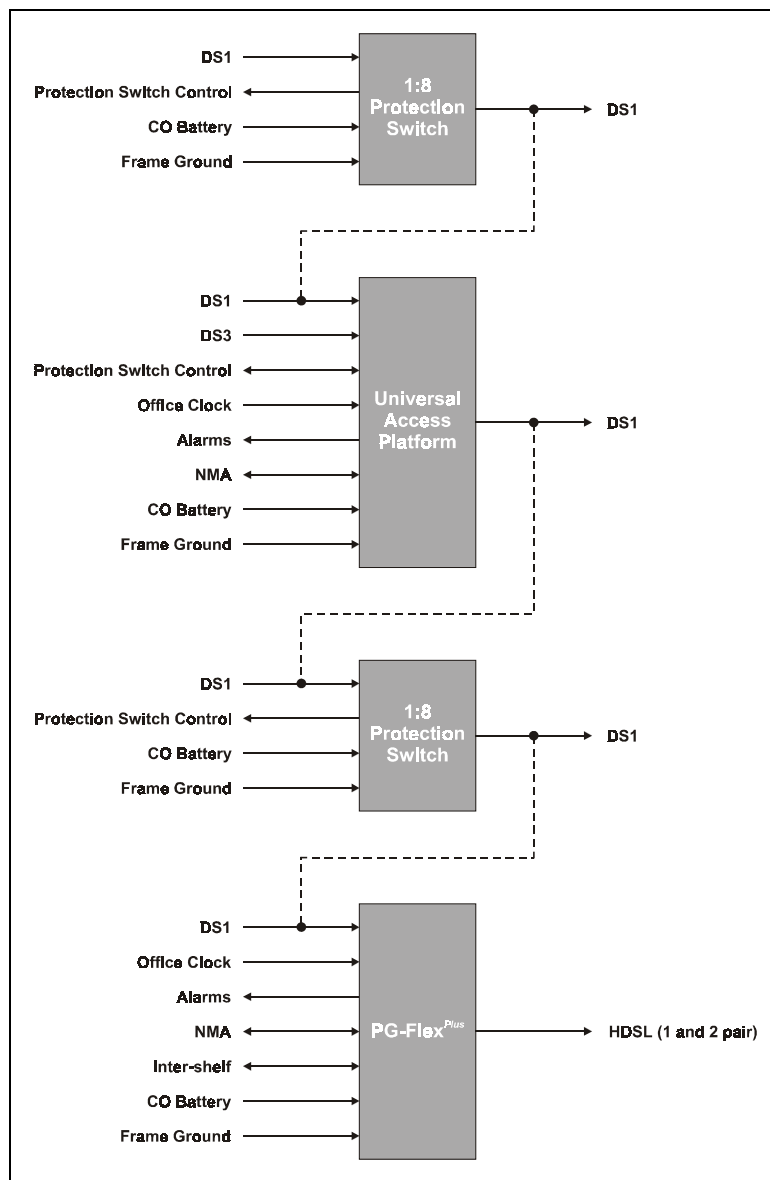 DS1
Protection Switch Control
CO Battery
Frame Ground
1:8
Protection
Switch
DS1
DS1
DS3
Protection Switch Control
Office Clock
Alarms
NMA
CO Battery
Frame Ground
Universal
Access
Platform
DS1
DS1
Protection Switch Control
CO Battery
Frame Ground
1:8
Protection
Switch
DS1
DS1
Office Clock
Alarms
NMA
Inter-shelf
CO Battery
Frame Ground
PG-Flex Plus
HDSL (1 and 2 pair)